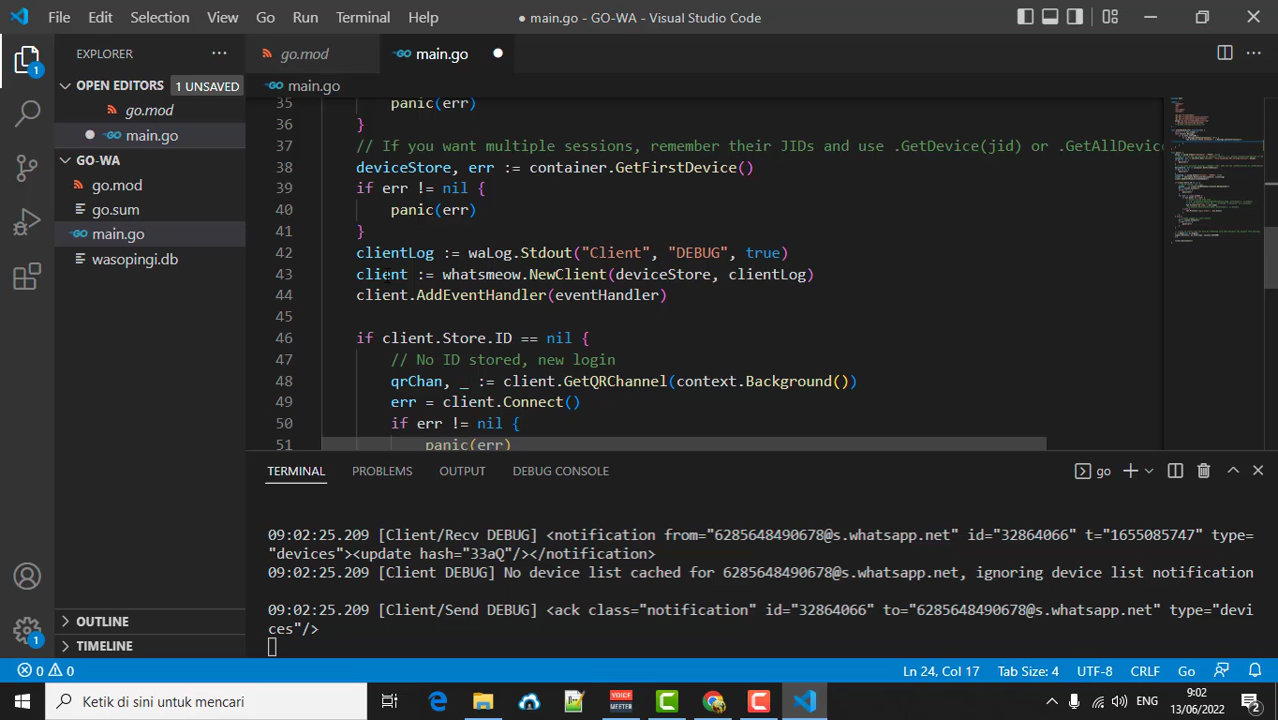 File Edit Selection View Go Run Terminal Help
● main.go - GO-WA - Visual Studio Code
EXPLORER
go.mod
main.go
OPEN EDITORS
1 UNSAVED
main.go
go.mod
main.go
GO-WA
go.mod
go.sum
main.go
wasopingi.db
OUTLINE
TIMELINE
1
1
35 panic(err)
36 }
37 // If you want multiple sessions, remember their JIDs and use .GetDevice(jid) or .GetAllDevic
38 deviceStore, err := container.GetFirstDevice()
39 if err != nil {
40 panic(err)
41 }
42 clientLog := waLog.Stdout("Client", "DEBUG", true)
43 client := whatsmeow.NewClient(deviceStore, clientLog)
44 client.AddEventHandler(eventHandler)
45
46 if client.Store.ID == nil {
47 // No ID stored, new login
48 qrChan, _ := client.GetQRChannel(context.Background())
49 err = client.Connect()
50 if err != nil {
51 panic(err)
TERMINAL PROBLEMS OUTPUT DEBUG CONSOLE
go
09:02:25.209 [Client/Recv DEBUG] <notification from="6285648490678@s.whatsapp.net" id="32864066" t="1655085747" type=
"devices"><update hash="33aQ"/></notification>
09:02:25.209 [Client DEBUG] No device list cached for 6285648490678@s.whatsapp.net, ignoring device list notification
09:02:25.209 [Client/Send DEBUG] <ack class="notification" id="32864066" to="6285648490678@s.whatsapp.net" type="devi
ces"/>
0 0
Ln 24, Col 17 Tab Size: 4 UTF-8 CRLF Go
Ketik di sini untuk mencari
VOICE
MEETER
ENG
9:02
13/06/2022
2